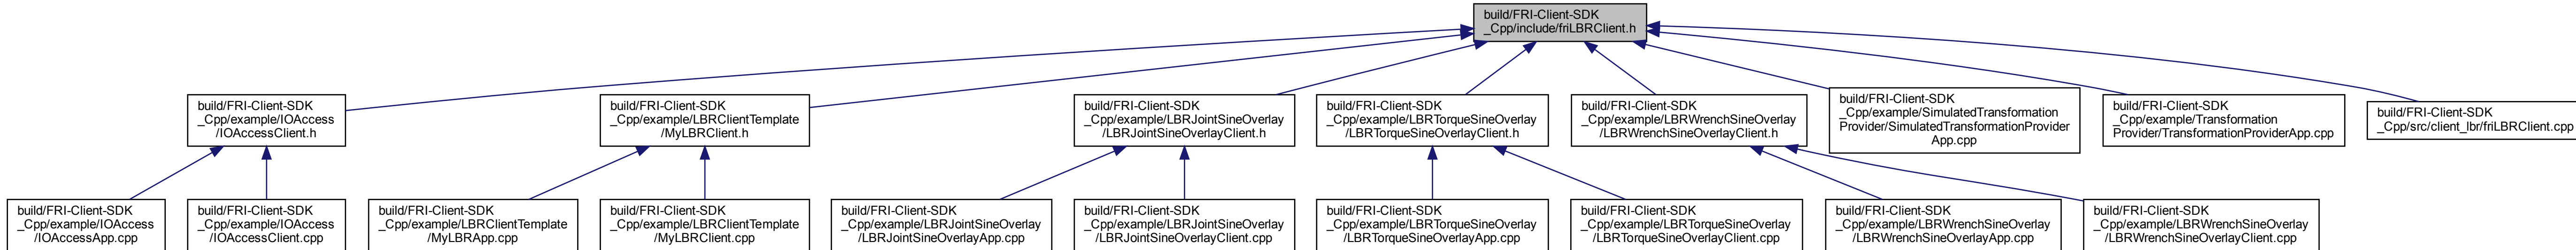 build/FRI-Client-SDK
_Cpp/include/friLBRClient.h
build/FRI-Client-SDK
_Cpp/example/IOAccess
/IOAccessClient.h
build/FRI-Client-SDK
_Cpp/example/LBRClientTemplate
/MyLBRClient.h
build/FRI-Client-SDK
_Cpp/example/LBRJointSineOverlay
/LBRJointSineOverlayClient.h
build/FRI-Client-SDK
_Cpp/example/LBRTorqueSineOverlay
/LBRTorqueSineOverlayClient.h
build/FRI-Client-SDK
_Cpp/example/LBRWrenchSineOverlay
/LBRWrenchSineOverlayClient.h
build/FRI-Client-SDK
_Cpp/example/SimulatedTransformation
Provider/SimulatedTransformationProvider
App.cpp
build/FRI-Client-SDK
_Cpp/example/Transformation
Provider/TransformationProviderApp.cpp
build/FRI-Client-SDK
_Cpp/src/client_lbr/friLBRClient.cpp
build/FRI-Client-SDK
_Cpp/example/IOAccess
/IOAccessApp.cpp
build/FRI-Client-SDK
_Cpp/example/IOAccess
/IOAccessClient.cpp
build/FRI-Client-SDK
_Cpp/example/LBRClientTemplate
/MyLBRApp.cpp
build/FRI-Client-SDK
_Cpp/example/LBRClientTemplate
/MyLBRClient.cpp
build/FRI-Client-SDK
_Cpp/example/LBRJointSineOverlay
/LBRJointSineOverlayApp.cpp
build/FRI-Client-SDK
_Cpp/example/LBRJointSineOverlay
/LBRJointSineOverlayClient.cpp
build/FRI-Client-SDK
_Cpp/example/LBRTorqueSineOverlay
/LBRTorqueSineOverlayApp.cpp
build/FRI-Client-SDK
_Cpp/example/LBRTorqueSineOverlay
/LBRTorqueSineOverlayClient.cpp
build/FRI-Client-SDK
_Cpp/example/LBRWrenchSineOverlay
/LBRWrenchSineOverlayApp.cpp
build/FRI-Client-SDK
_Cpp/example/LBRWrenchSineOverlay
/LBRWrenchSineOverlayClient.cpp